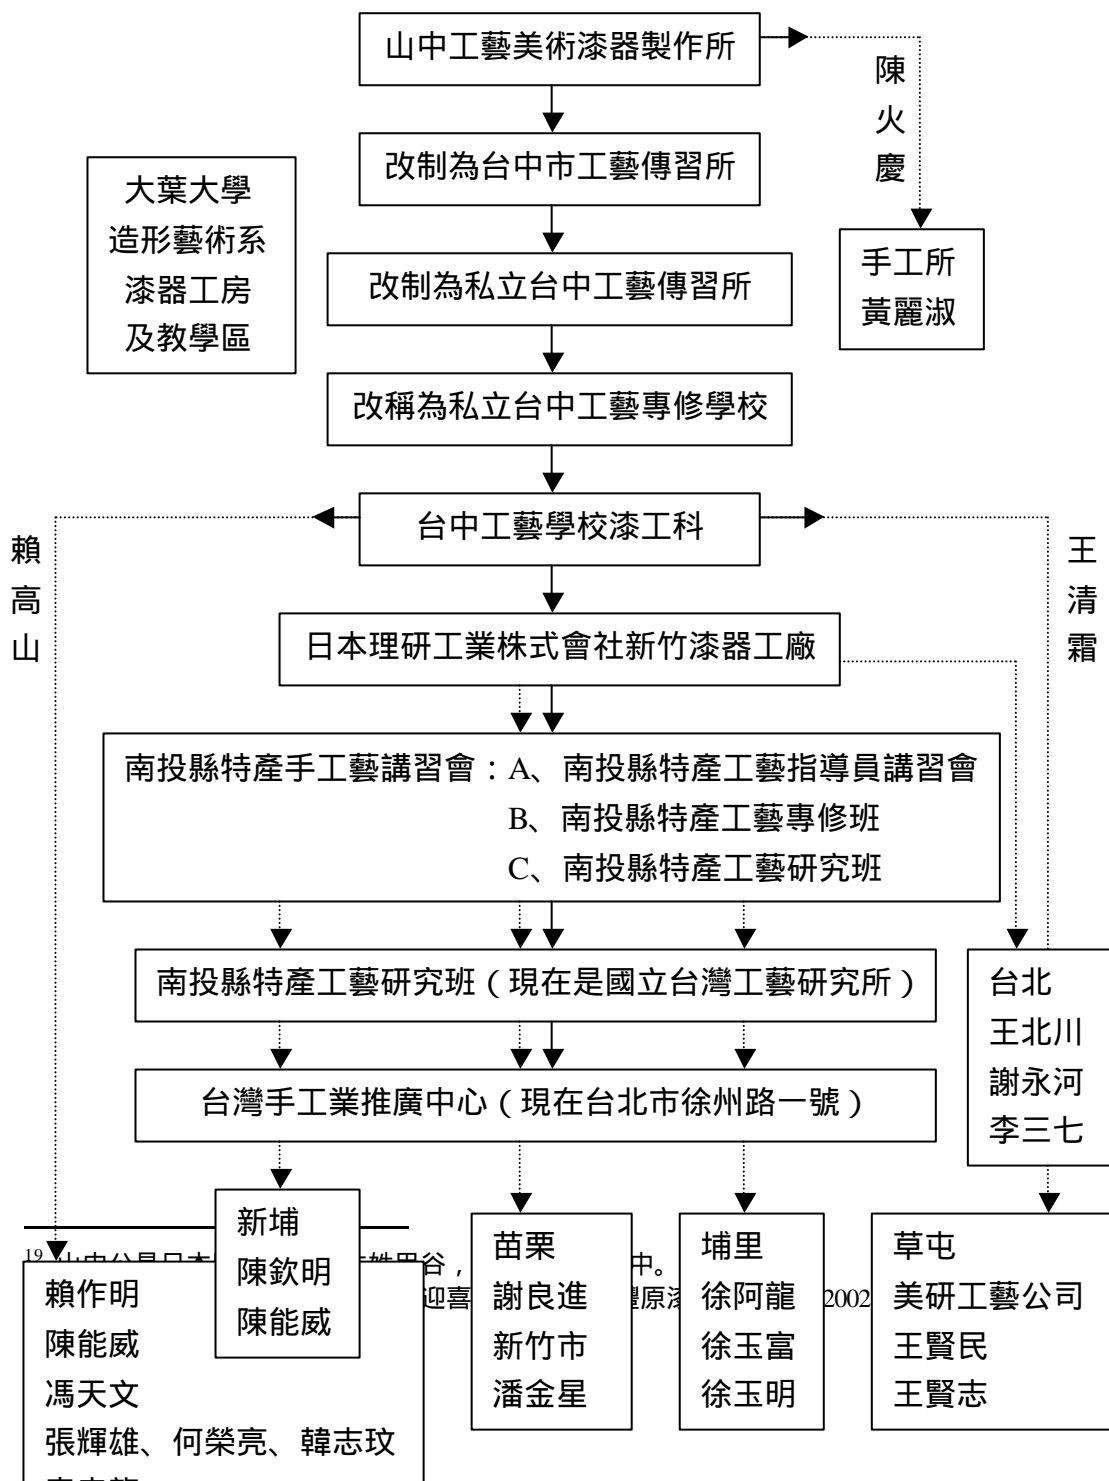 山中工藝美術漆器製作所
陳火慶
改制為台中市工藝傳習所
大葉大學
造形藝術系
漆器工房
及教學區
手工所
黃麗淑
改制為私立台中工藝傳習所
改稱為私立台中工藝專修學校
台中工藝學校漆工科
賴高山
王清霜
日本理研工業株式會社新竹漆器工廠
南投縣特產手工藝講習會：A、南投縣特產工藝指導員講習會
B、南投縣特產工藝專修班
C、南投縣特產工藝研究班
南投縣特產工藝研究班（現在是國立台灣工藝研究所）
台灣手工業推廣中心（現在台北市徐州路一號）
台北
王北川
謝永河
李三七
新埔
陳欽明
陳能威
苗栗
謝良進
新竹市
潘金星
埔里
徐阿龍
徐玉富
徐玉明
草屯
美研工藝公司
王賢民
王賢志
19
谷，
中。
迎喜
2002
賴作明
陳能威
馮天文
張輝雄、何榮亮、韓志玟